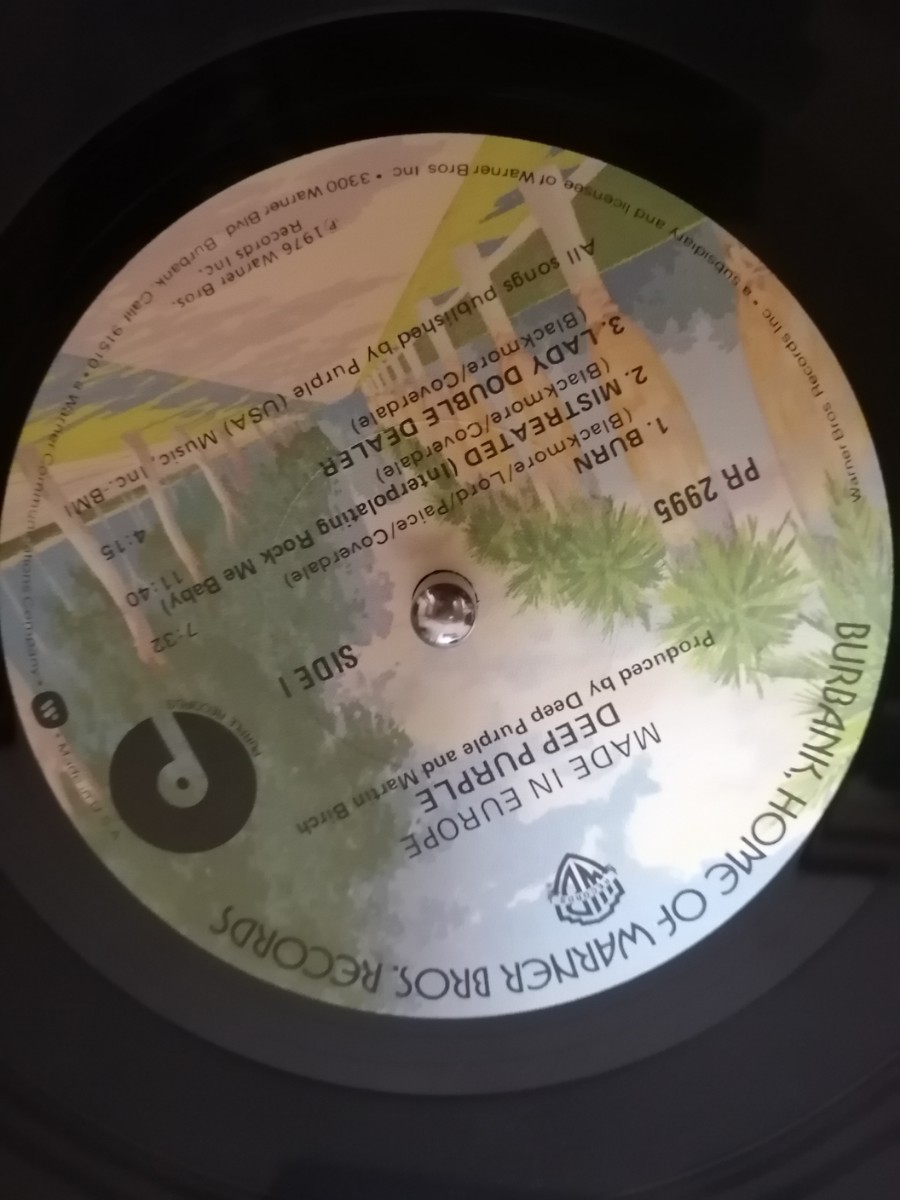 BURBANK, HOME OF WARNER BROS. RECORDS
MADE IN EUROPE
DEEP PURPLE
Produced by Deep Purple and Martin Birch
PURPLE RECORDS
PR 2995
SIDE 1
1. BURN 7:32
(Blackmore/Lord/Paice/Coverdale)
2. MISTREATED (Interpolating Rock Me Baby) 11:40
(Blackmore/Coverdale)
3. LADY DOUBLE DEALER 4:15
(Blackmore/Coverdale)
All songs published by Purple (USA) Music, Inc.-BMI
℗ 1976 Warner Bros.
Records Inc.
Warner Bros Records Inc • a subsidiary and licensee of Warner Bros Inc • 3300 Warner Blvd Burbank, Calif 91510 • a Warner Communications Company •